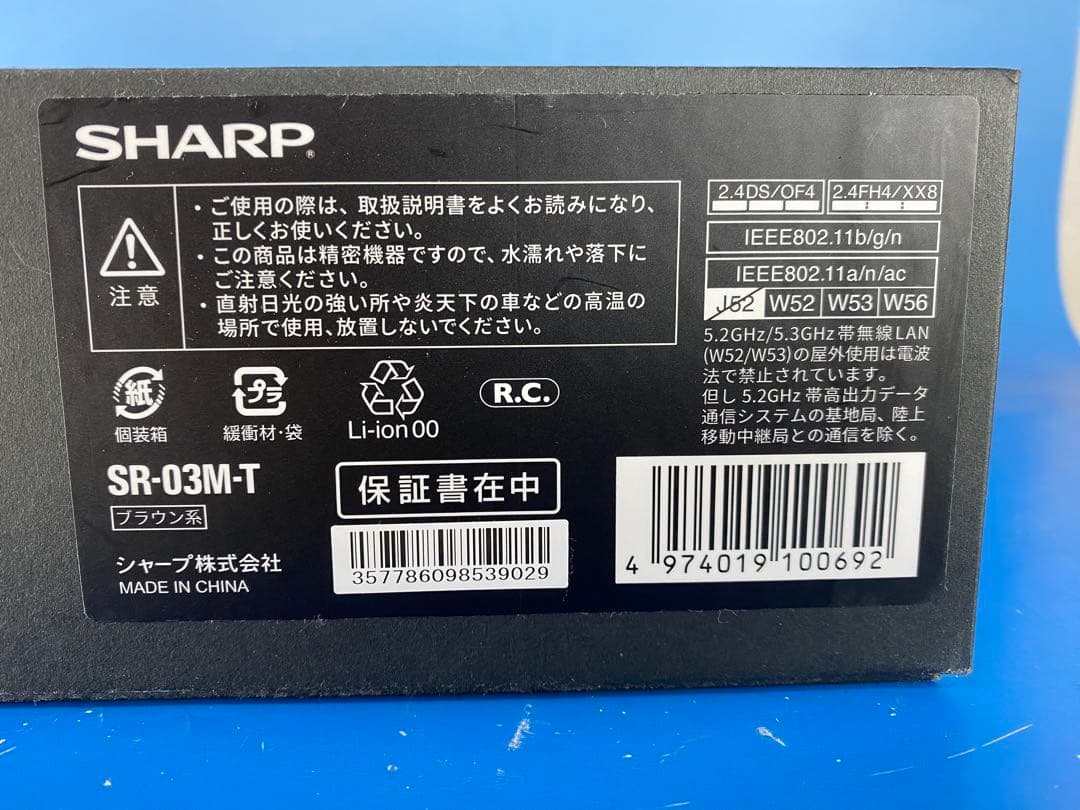 SHARP®
・ご使用の際は、取扱説明書をよくお読みになり、
正しくお使いください。
・この商品は精密機器ですので、水濡れや落下に
ご注意ください。
・直射日光の強い所や炎天下の車などの高温の
場所で使用、放置しないでください。
注意
2.4DS/OF4 2.4FH4/XX8
IEEE802.11b/g/n
IEEE802.11a/n/ac
J52 W52 W53 W56
5.2GHz/5.3GHz帯無線LAN
(W52/W53)の屋外使用は電波
法で禁止されています。
但し5.2GHz帯高出力データ
通信システムの基地局、陸上
移動中継局との通信を除く。
紙
個装箱
プラ
緩衝材・袋
Li-ion 00
R.C.
SR-03M-T
ブラウン系
シャープ株式会社
MADE IN CHINA
保証書在中
357786098539029
4 974019 100692